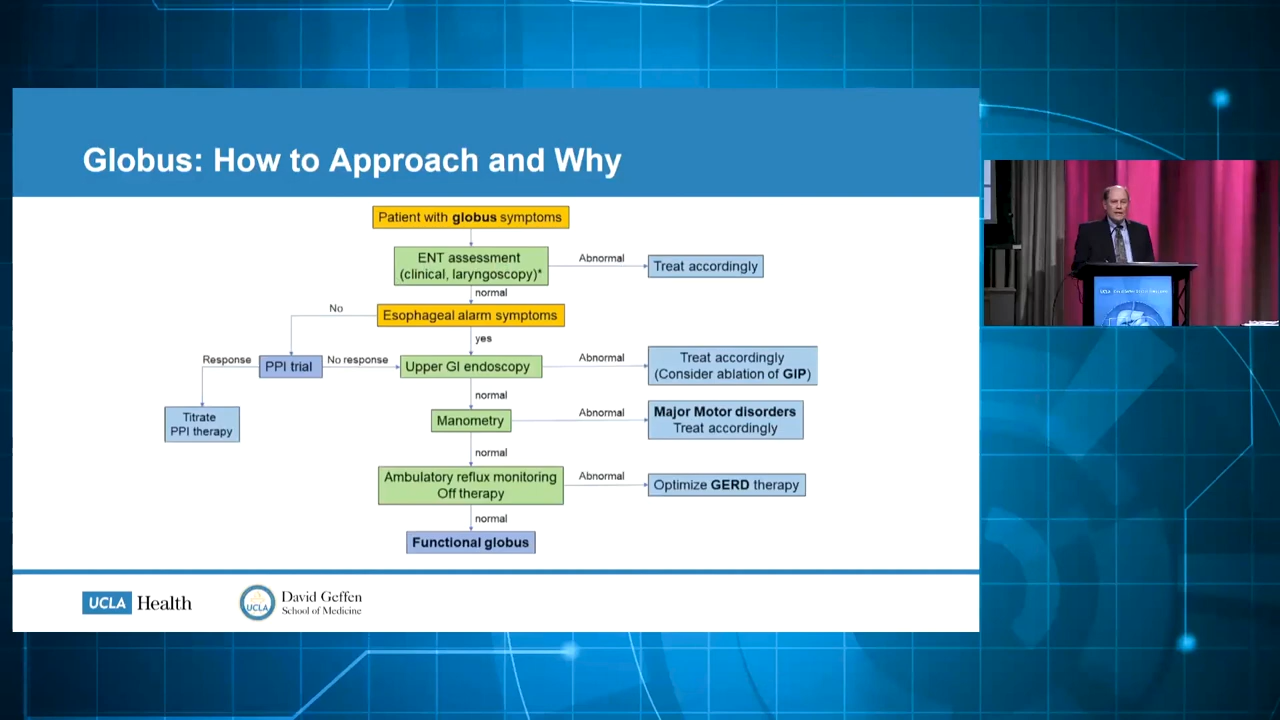 Globus: How to Approach and Why
Patient with globus symptoms
ENT assessment
(clinical, laryngoscopy)*
Abnormal
Treat accordingly
normal
No
Esophageal alarm symptoms
yes
Response
PPI trial
No response
Upper GI endoscopy
Abnormal
Treat accordingly
(Consider ablation of GIP)
normal
Titrate
PPI therapy
Manometry
Abnormal
Major Motor disorders
Treat accordingly
normal
Ambulatory reflux monitoring
Off therapy
Abnormal
Optimize GERD therapy
normal
Functional globus
UCLA Health
UCLA
David Geffen
School of Medicine